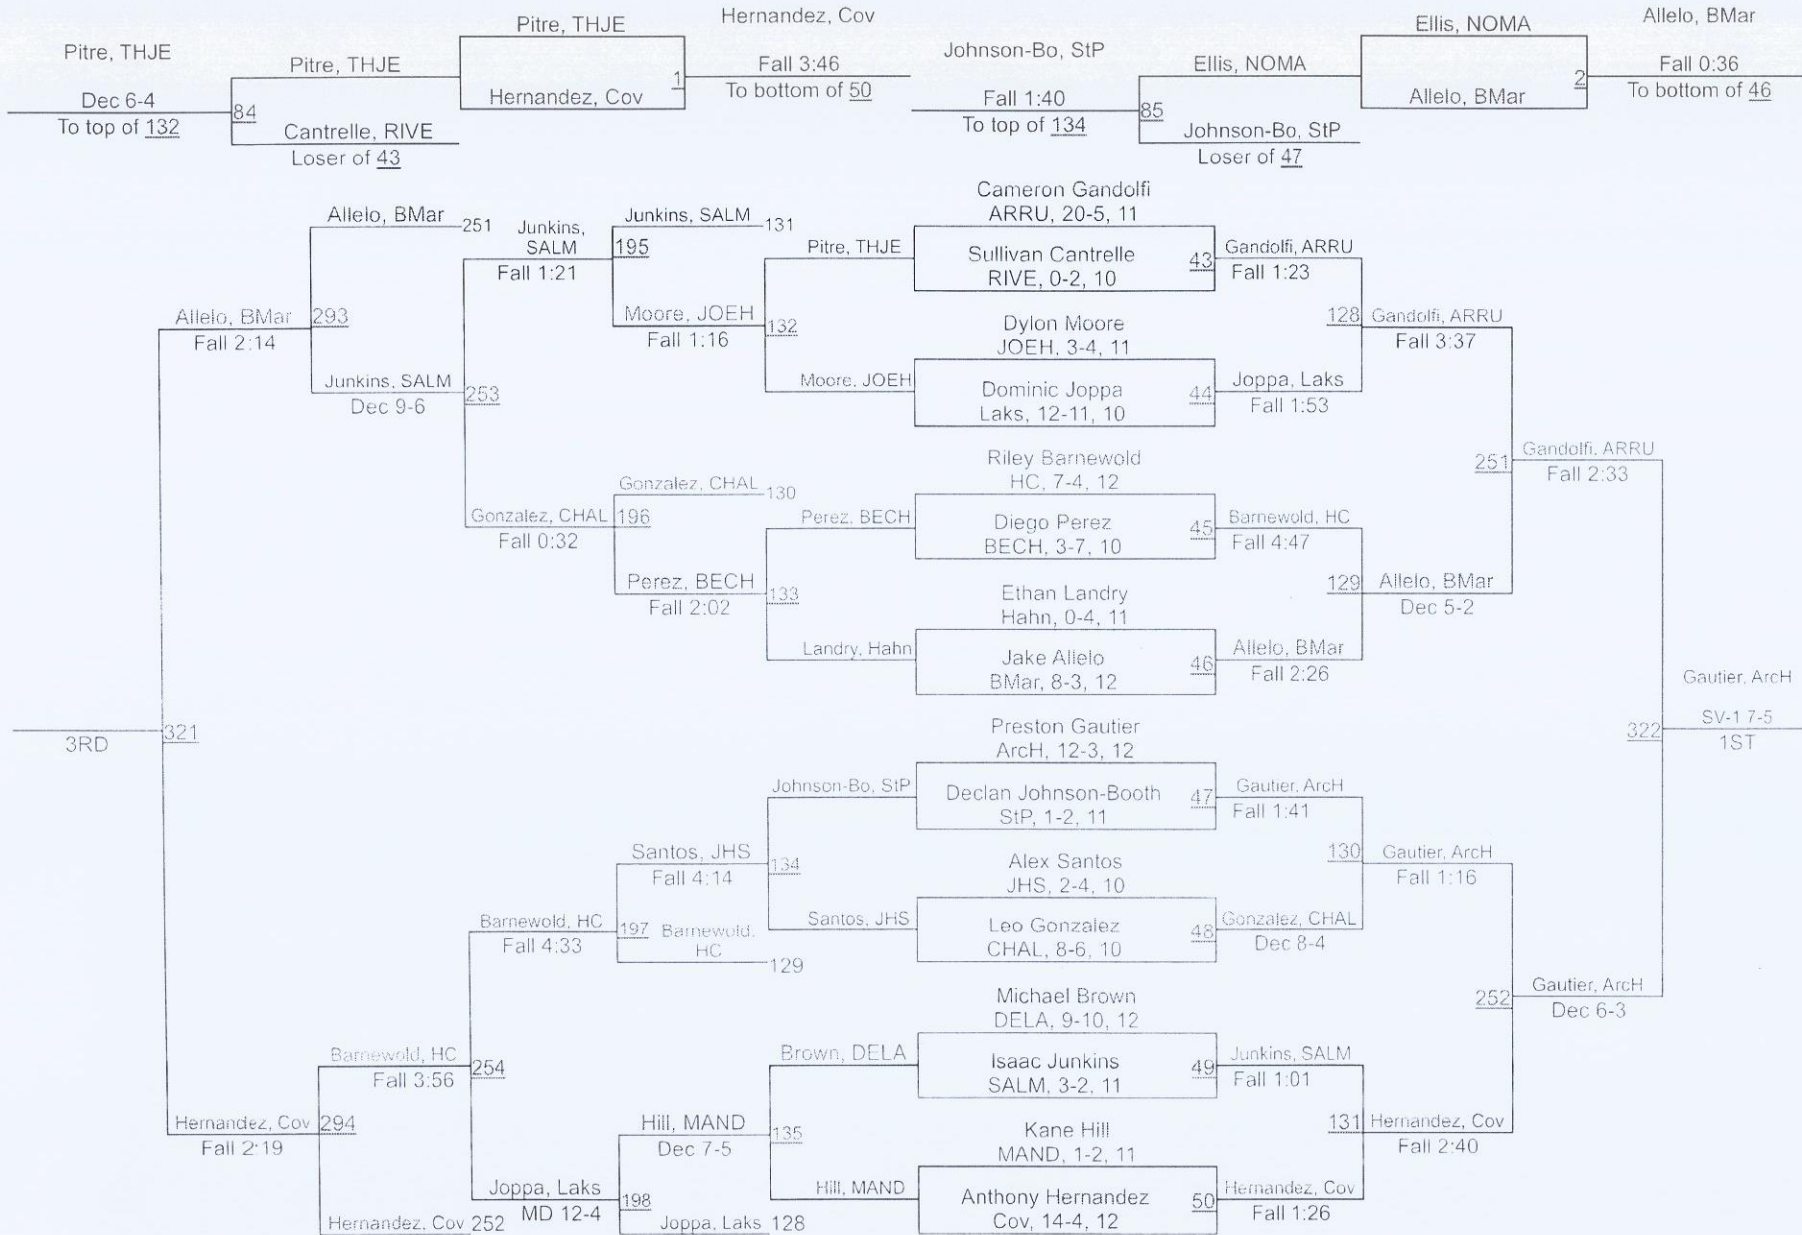 Pitre, THJE
Hernandez, Cov
Ellis, NOMA
Allelo, BMar
Pitre, THJE
Pitre, THJE
1
Fall 3:46
Johnson-Bo, StP
Ellis, NOMA
2
Fall 0:36
Dec 6-4
84
Hernandez, Cov
To bottom of 50
Fall 1:40
85
Allelo, BMar
To bottom of 46
To top of 132
Cantrelle, RIVE
To top of 134
Johnson-Bo, StP
Loser of 43
Loser of 47
Cameron Gandolfi
ARRU, 20-5, 11
Allelo, BMar
251
Junkins,
SALM
Junkins, SALM
131
Pitre, THJE
Sullivan Cantrelle
RIVE, 0-2, 10
43
Gandolfi, ARRU
Fall 1:23
Fall 1:21
195
Allelo, BMar
293
Fall 2:14
Moore, JOEH
132
Fall 1:16
Dylon Moore
JOEH, 3-4, 11
128
Gandolfi, ARRU
Fall 3:37
Junkins, SALM
253
Dec 9-6
Moore, JOEH
Dominic Joppa
Laks, 12-11, 10
44
Joppa, Laks
Fall 1:53
Riley Barnewold
HC, 7-4, 12
251
Gandolfi, ARRU
Fall 2:33
Gonzalez, CHAL
130
Gonzalez, CHAL
196
Fall 0:32
Perez, BECH
Diego Perez
BECH, 3-7, 10
45
Barnewold, HC
Fall 4:47
Perez, BECH
133
Fall 2:02
Ethan Landry
Hahn, 0-4, 11
129
Allelo, BMar
Dec 5-2
Landry, Hahn
Jake Allelo
BMar, 8-3, 12
46
Allelo, BMar
Fall 2:26
Gautier, ArcH
3RD
321
Preston Gautier
ArcH, 12-3, 12
322
SV-1 7-5
1ST
Johnson-Bo, StP
Declan Johnson-Booth
StP, 1-2, 11
47
Gautier, ArcH
Fall 1:41
Santos, JHS
134
Fall 4:14
Alex Santos
JHS, 2-4, 10
130
Gautier, ArcH
Fall 1:16
Barnewold, HC
197
Fall 4:33
Barnewold,
HC
129
Santos, JHS
Leo Gonzalez
CHAL, 8-6, 10
48
Gonzalez, CHAL
Dec 8-4
Michael Brown
DELA, 9-10, 12
252
Gautier, ArcH
Dec 6-3
Barnewold, HC
254
Fall 3:56
Brown, DELA
Isaac Junkins
SALM, 3-2, 11
49
Junkins, SALM
Fall 1:01
Hernandez, Cov
294
Fall 2:19
Hill, MAND
135
Dec 7-5
Kane Hill
MAND, 1-2, 11
131
Hernandez, Cov
Fall 2:40
Joppa, Laks
198
MD 12-4
Hill, MAND
Anthony Hernandez
Cov, 14-4, 12
50
Hernandez, Cov
Fall 1:26
Hernandez, Cov
252
Joppa, Laks
128